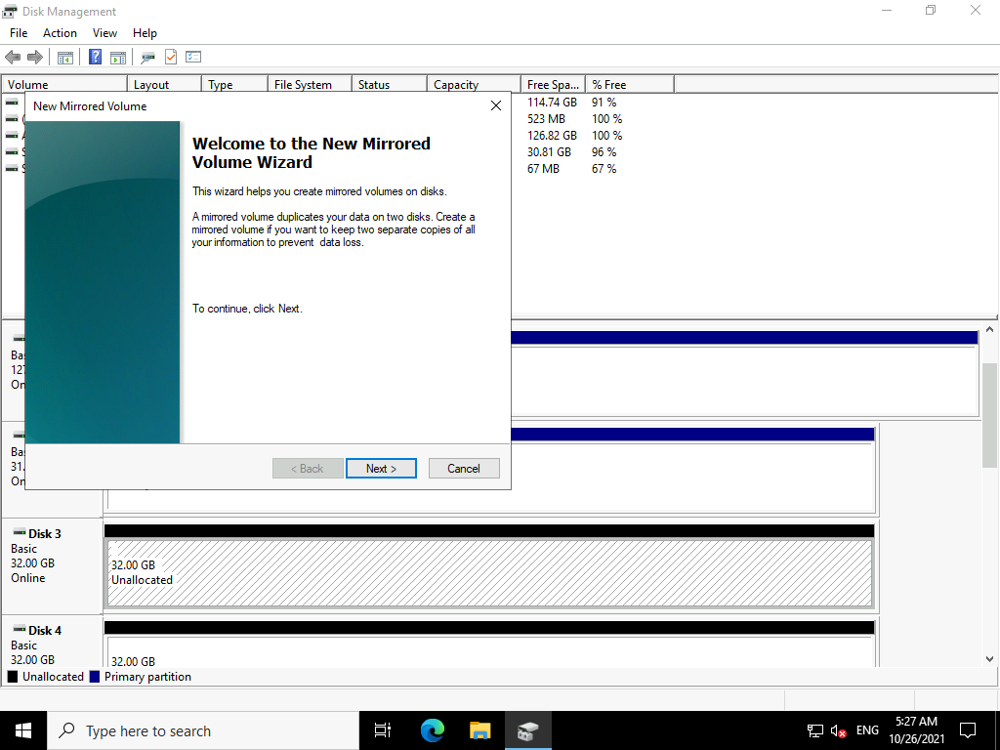 Disk Management
File Action View Help
Volume Layout Type File System Status Capacity Free Spa... % Free
114.74 GB 91 %
523 MB 100 %
126.82 GB 100 %
30.81 GB 96 %
67 MB 67 %
New Mirrored Volume
Welcome to the New Mirrored
Volume Wizard
This wizard helps you create mirrored volumes on disks.
A mirrored volume duplicates your data on two disks. Create a
mirrored volume if you want to keep two separate copies of all
your information to prevent data loss.
To continue, click Next.
< Back Next > Cancel
Disk 3
Basic
32.00 GB
Online
32.00 GB
Unallocated
Disk 4
Basic
32.00 GB
32.00 GB
Unallocated Primary partition
Type here to search
ENG
5:27 AM
10/26/2021